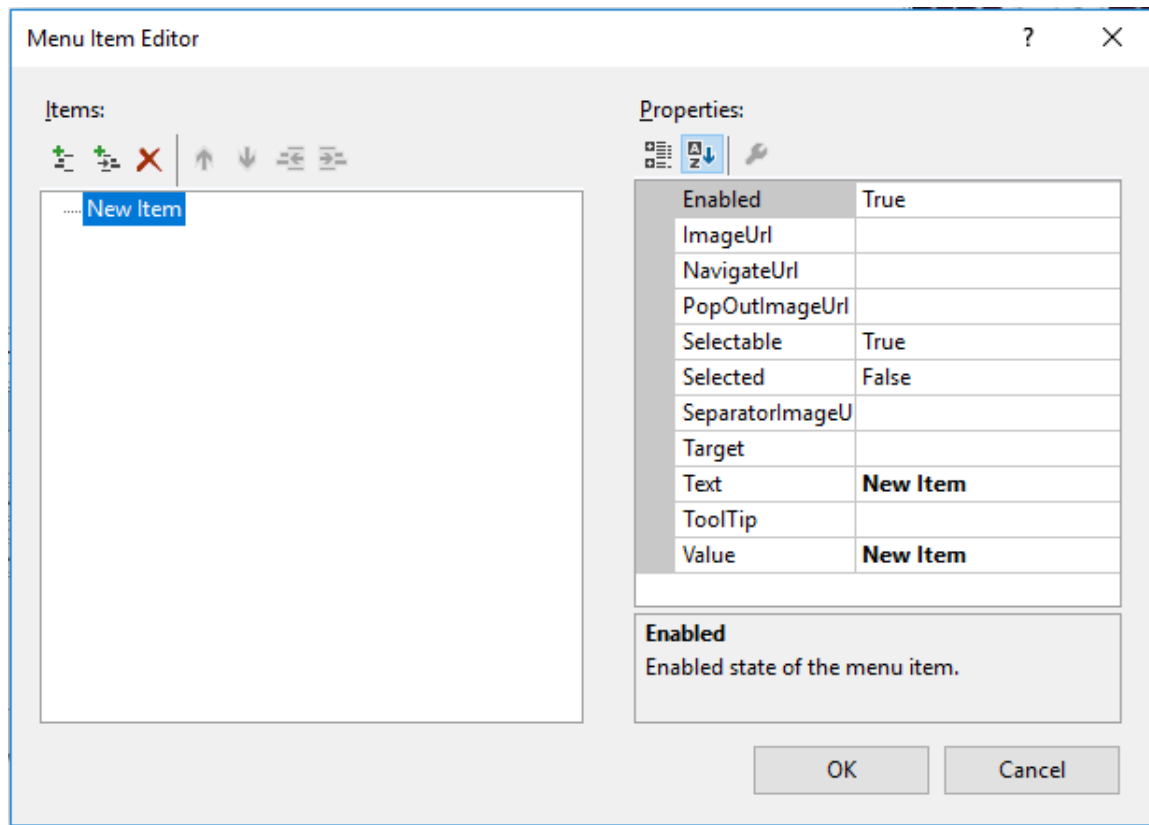 Menu Item Editor
?
Items:
New Item
Properties:
Enabled True
ImageUrl
NavigateUrl
PopOutImageUrl
Selectable True
Selected False
SeparatorImageU
Target
Text New Item
ToolTip
Value New Item
Enabled
Enabled state of the menu item.
OK
Cancel